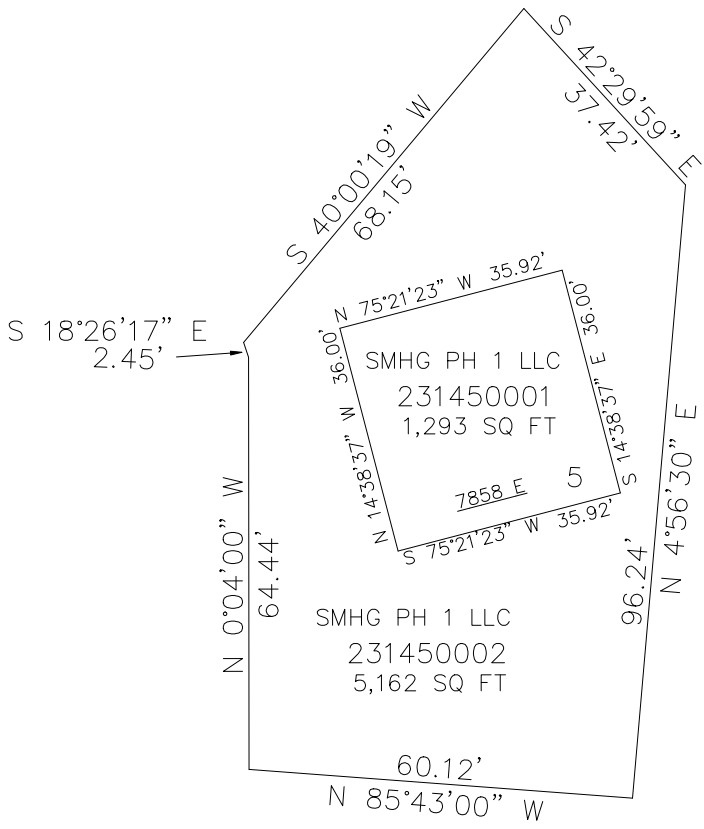 S 42°29'59" E
37.42'
S 40°00'19" W
68.15'
S 18°26'17" E
2.45'
N 75°21'23" W 35.92'
N 14°38'37" W 36.00'
S 14°38'37" E 36.00'
SMHG PH 1 LLC
231450001
1,293 SQ FT
5
7858 E
S 75°21'23" W 35.92'
N 0°04'00" W
64.44'
96.24'
N 4°56'30" E
SMHG PH 1 LLC
231450002
5,162 SQ FT
60.12'
N 85°43'00" W